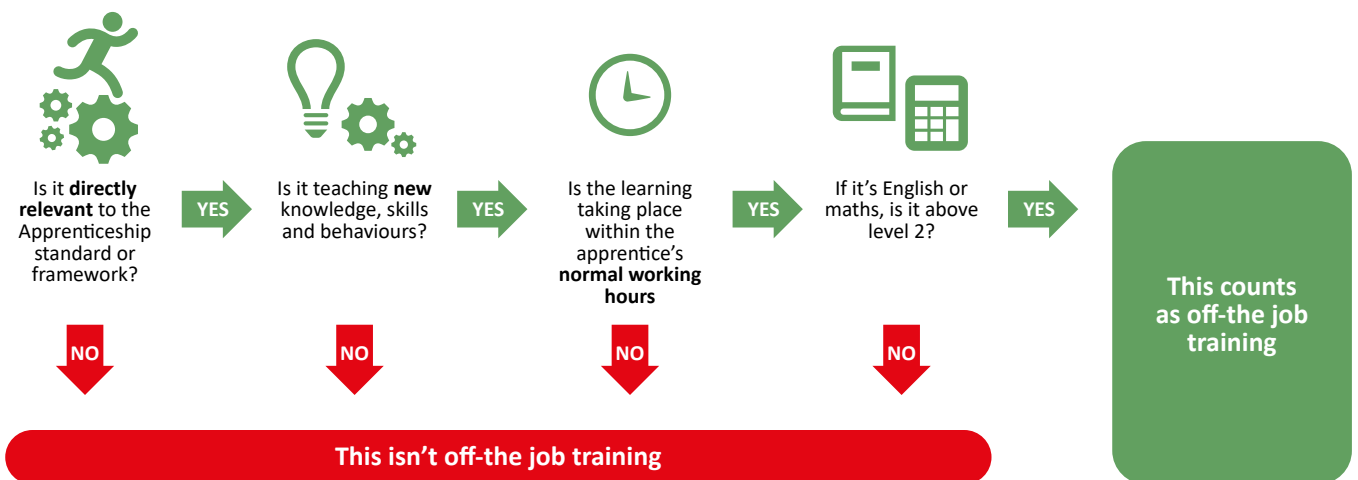 Is it directly
relevant to the
Apprenticeship
standard or
framework?
YES
Is it teaching new
knowledge, skills
and behaviours?
YES
Is the learning
taking place
within the
apprentice's
normal working
hours
YES
If it's English or
maths, is it above
level 2?
YES
This counts
as off-the job
training
NO
NO
NO
NO
This isn't off-the job training